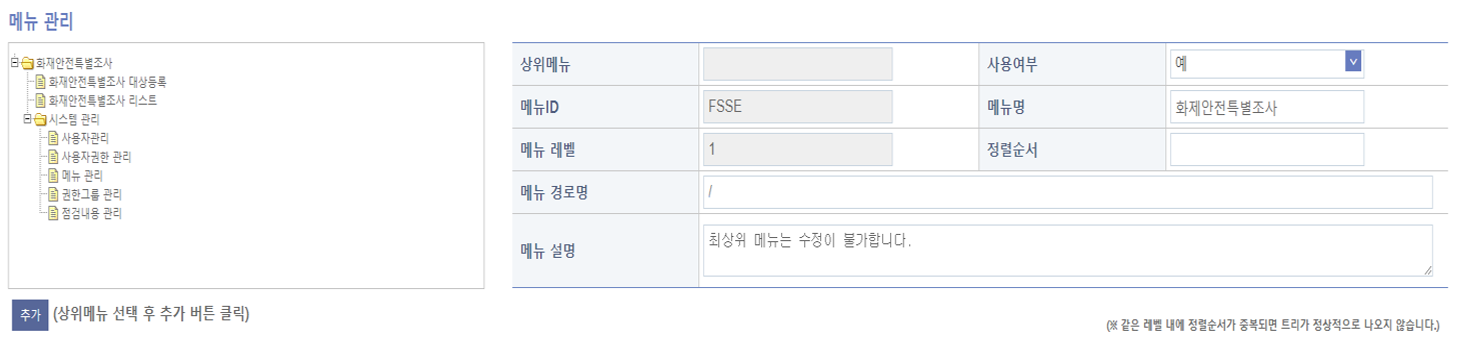 메뉴 관리
화재안전특별조사
화재안전특별조사 대상등록
화재안전특별조사 리스트
시스템 관리
사용자관리
사용자권한 관리
메뉴 관리
권한그룹 관리
점검내용 관리
추가 (상위메뉴 선택 후 추가 버튼 클릭)
상위메뉴 사용여부 예
메뉴ID FSSE 메뉴명 화제안전특별조사
메뉴 레벨 1 정렬순서
메뉴 경로명 /
메뉴 설명 최상위 메뉴는 수정이 불가합니다.
(※ 같은 레벨 내에 정렬순서가 중복되면 트리가 정상적으로 나오지 않습니다.)